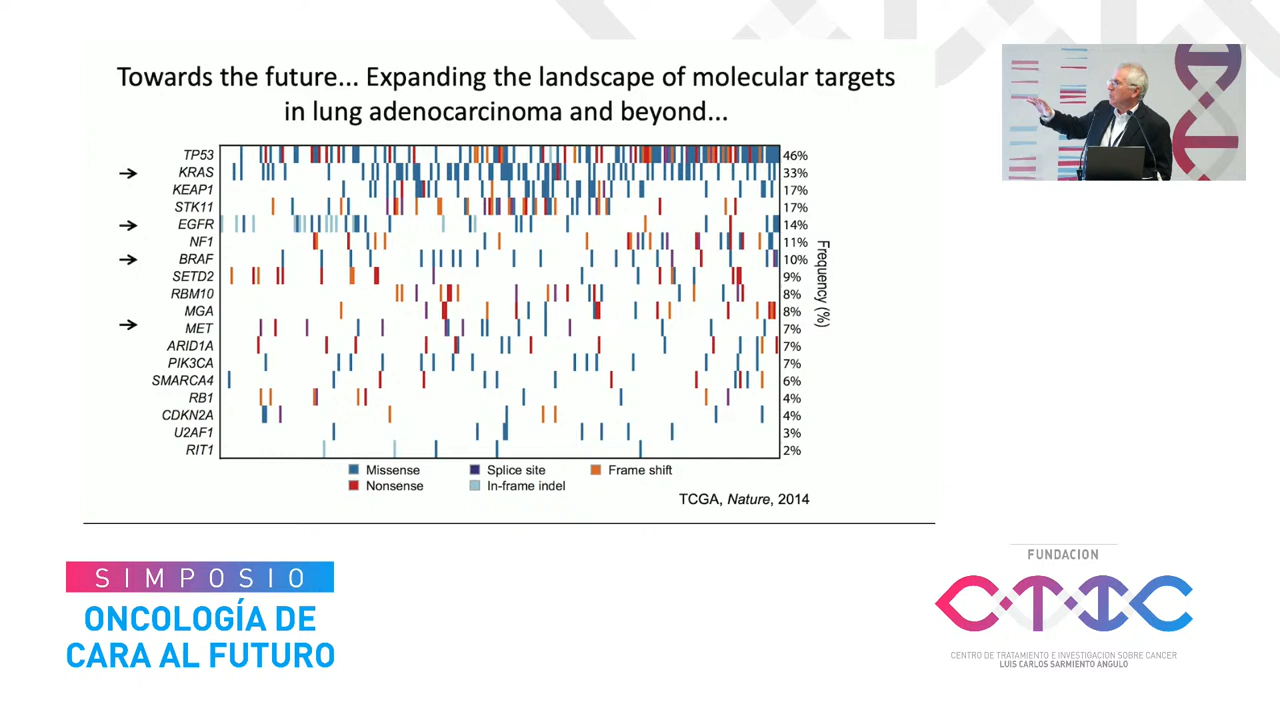 Towards the future... Expanding the landscape of molecular targets
in lung adenocarcinoma and beyond...
TP53 46%
→ KRAS 33%
KEAP1 17%
STK11 17%
→ EGFR 14%
NF1 11%
→ BRAF 10%
SETD2 9%
RBM10 8%
MGA 8%
→ MET 7%
ARID1A 7%
PIK3CA 7%
SMARCA4 6%
RB1 4%
CDKN2A 4%
U2AF1 3%
RIT1 2%
Frequency (%)
Missense Splice site Frame shift
Nonsense In-frame indel
TCGA, Nature, 2014
SIMPOSIO
ONCOLOGÍA DE
CARA AL FUTURO
FUNDACION
CTIC
CENTRO DE TRATAMIENTO E INVESTIGACION SOBRE CANCER
LUIS CARLOS SARMIENTO ANGULO